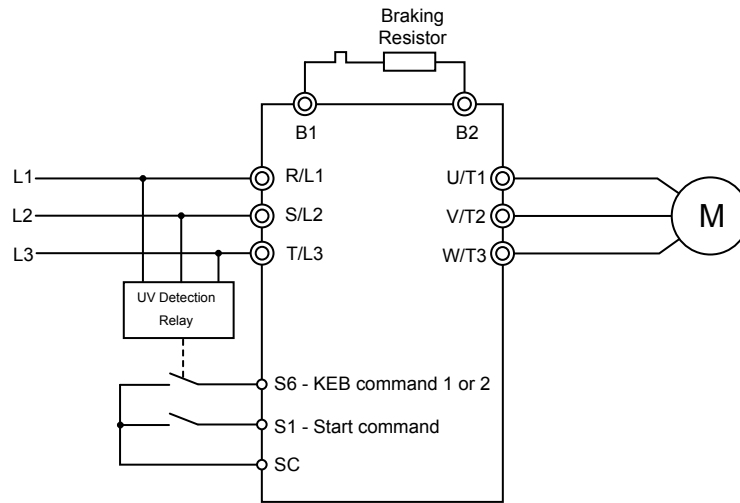 Braking
Resistor
B1
B2
L1
R/L1
U/T1
L2
S/L2
V/T2
M
L3
T/L3
W/T3
UV Detection
Relay
S6 - KEB command 1 or 2
S1 - Start command
SC